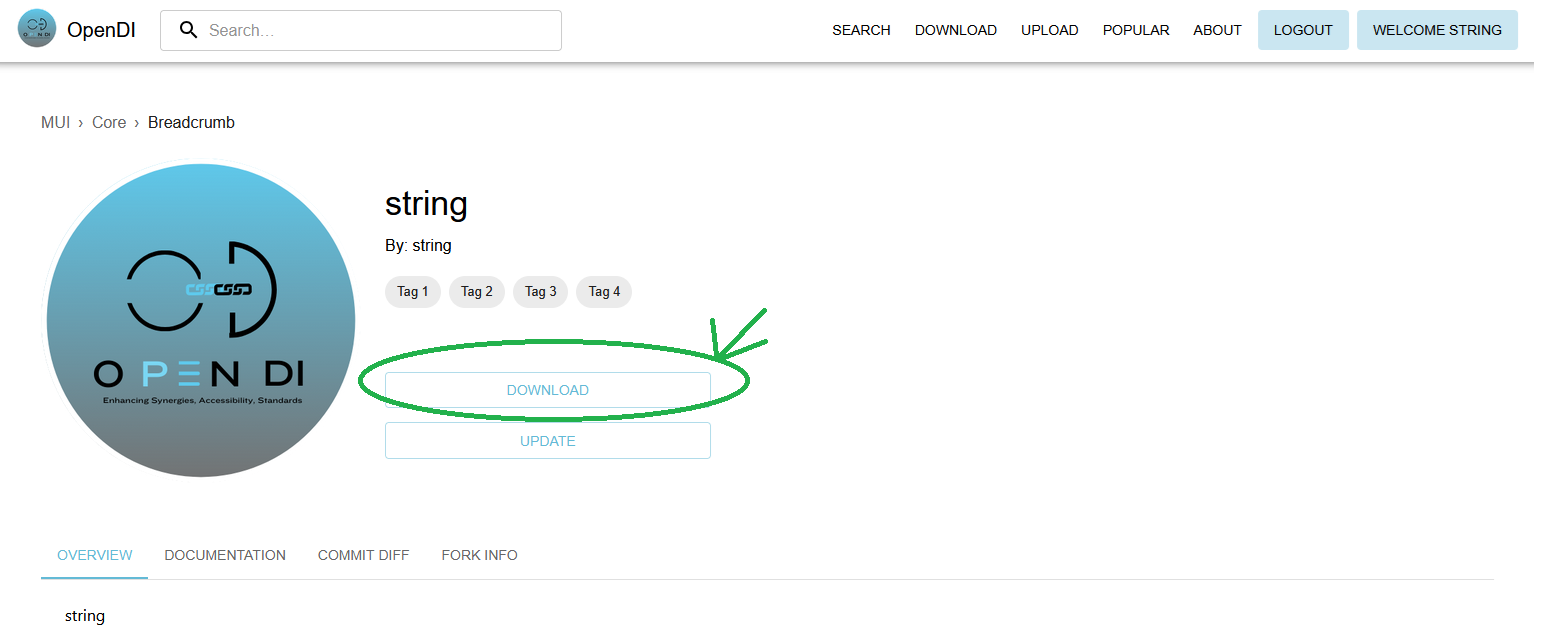 OpenDI
Search…
SEARCH DOWNLOAD UPLOAD POPULAR ABOUT LOGOUT WELCOME STRING
MUI › Core › Breadcrumb
OPEN DI
Enhancing Synergies, Accessibility, Standards
string
By: string
Tag 1 Tag 2 Tag 3 Tag 4
DOWNLOAD
UPDATE
OVERVIEW DOCUMENTATION COMMIT DIFF FORK INFO
string